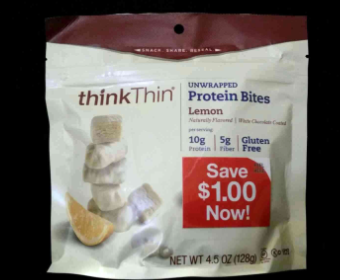 SNACK SHARE RESEAL
thinkThin®
UNWRAPPED
Protein Bites
Lemon
Naturally Flavored | White Chocolate Coated
per serving
10g Protein | 5g Fiber | Gluten Free
Save
$1.00
Now!
NET WT 4.5 OZ (128g)